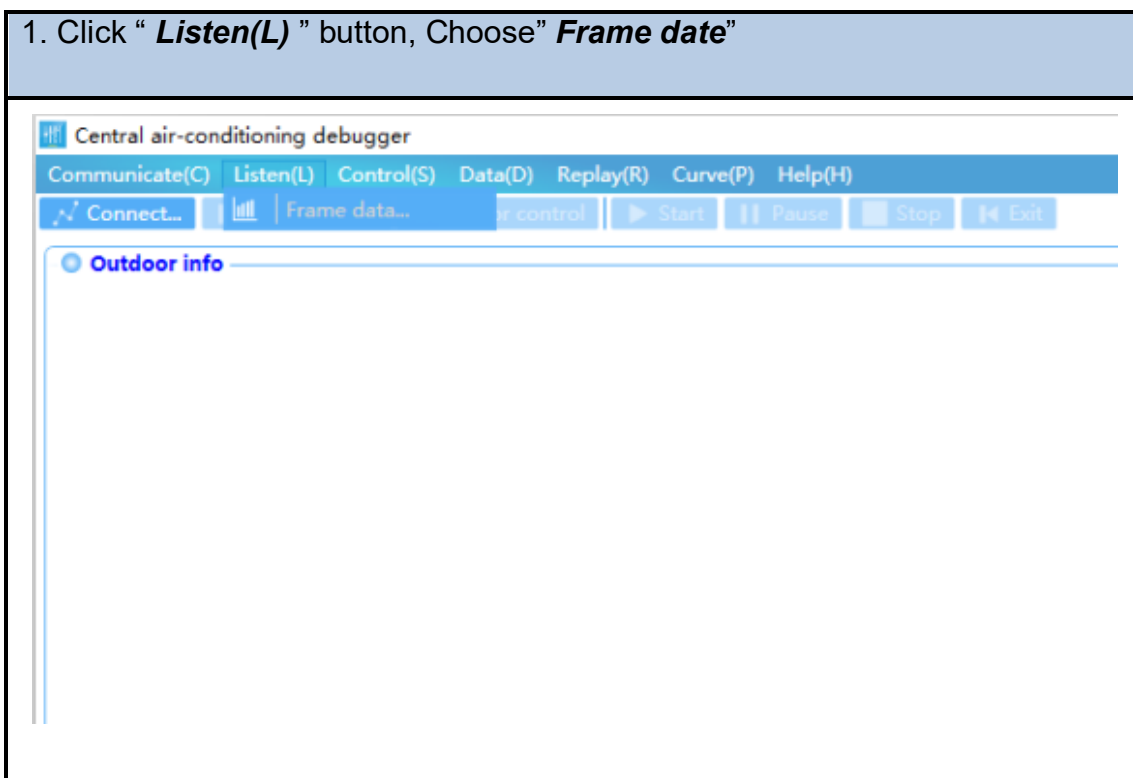 1. Click “ Listen(L) ” button, Choose” Frame date”
Central air-conditioning debugger
Communicate(C) Listen(L) Control(S) Data(D) Replay(R) Curve(P) Help(H)
Connect... Frame data... or control Start Pause Stop Exit
Outdoor info